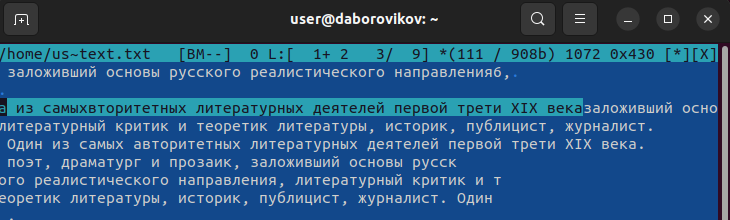 user@daborovikov: ~
/home/us~text.txt   [BM--]  0 L:[  1+ 2   3/  9] *(111 / 908b) 1072 0x430 [*][X]
заложивший основы русского реалистического направления6,.
.
а из самыхвторитетных литературных деятелей первой трети XIX веказаложивший осно
литературный критик и теоретик литературы, историк, публицист, журналист.
Один из самых авторитетных литературных деятелей первой трети XIX века.
поэт, драматург и прозаик, заложивший основы русск
ого реалистического направления, литературный критик и т
еоретик литературы, историк, публицист, журналист. Один